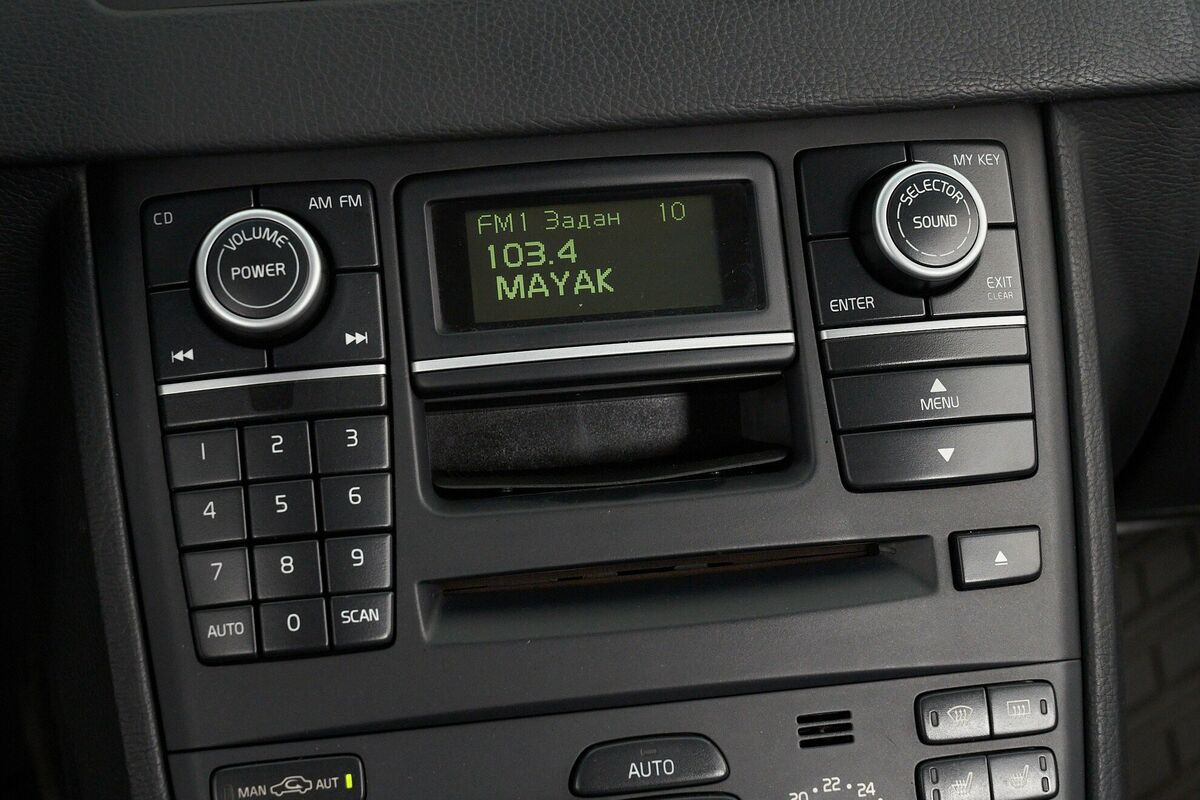 CD
AM FM
VOLUME
POWER
FM1 Задан 10
103.4
MAYAK
MY KEY
SELECTOR
SOUND
ENTER
EXIT
CLEAR
MENU
1 2 3
4 5 6
7 8 9
AUTO 0 SCAN
MAN AUT
AUTO
20 • 22 • 24